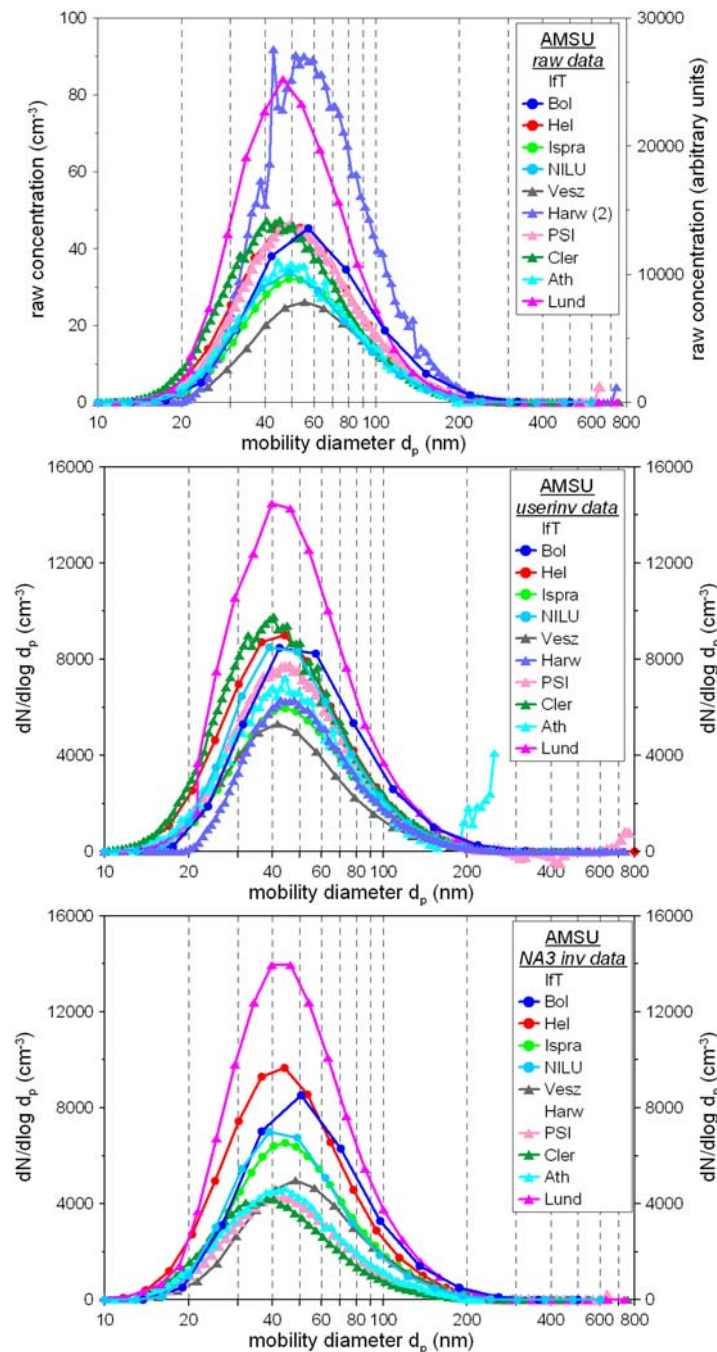 AMSU
raw data
IfT
Bol
Hel
Ispra
NILU
Vesz
Harw (2)
PSI
Cler
Ath
Lund
raw concentration (cm⁻³)
100
80
60
40
20
0
raw concentration (arbitrary units)
30000
20000
10000
0
10 20 40 60 80 100 200 400 600 800
mobility diameter dₚ (nm)
AMSU
userinv data
IfT
Bol
Hel
Ispra
NILU
Vesz
Harw
PSI
Cler
Ath
Lund
dN/dlog dₚ (cm⁻³)
16000
12000
8000
4000
0
dN/dlog dₚ (cm⁻³)
16000
12000
8000
4000
0
10 20 40 60 80 100 200 400 600 800
mobility diameter dₚ (nm)
AMSU
NA3 inv data
IfT
Bol
Hel
Ispra
NILU
Vesz
Harw
PSI
Cler
Ath
Lund
dN/dlog dₚ (cm⁻³)
16000
12000
8000
4000
0
dN/dlog dₚ (cm⁻³)
16000
12000
8000
4000
0
10 20 40 60 80 100 200 400 600 800
mobility diameter dₚ (nm)